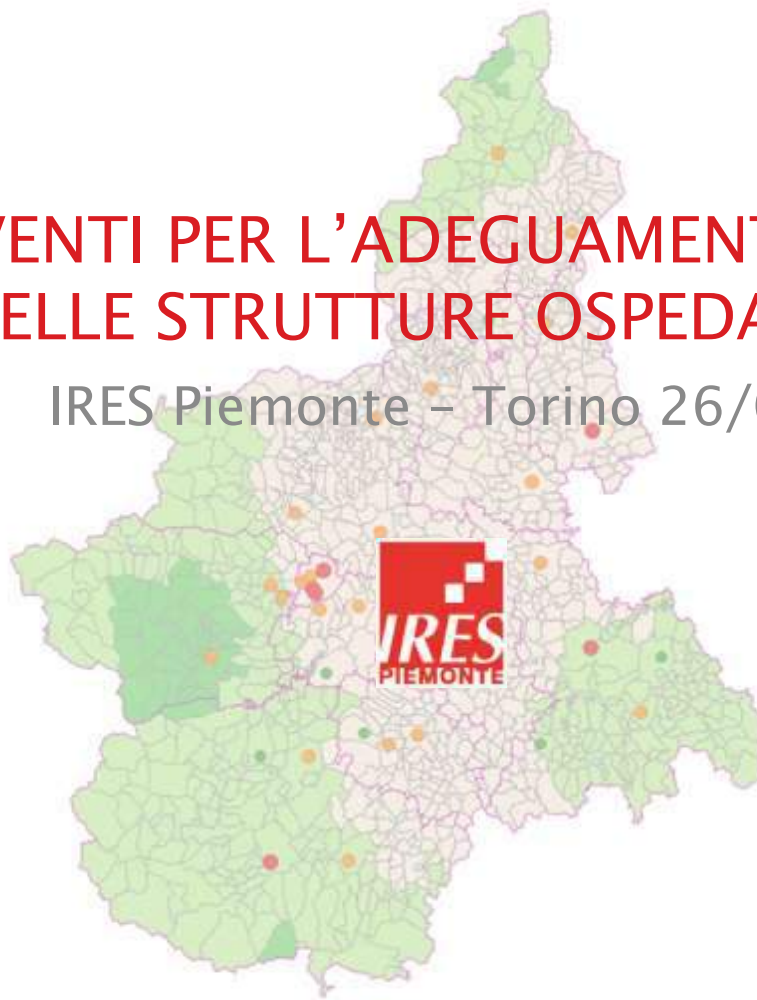 VENTI PER L’ADEGUAMENT
ELLE STRUTTURE OSPEDA
IRES Piemonte – Torino 26/
IRES
PIEMONTE